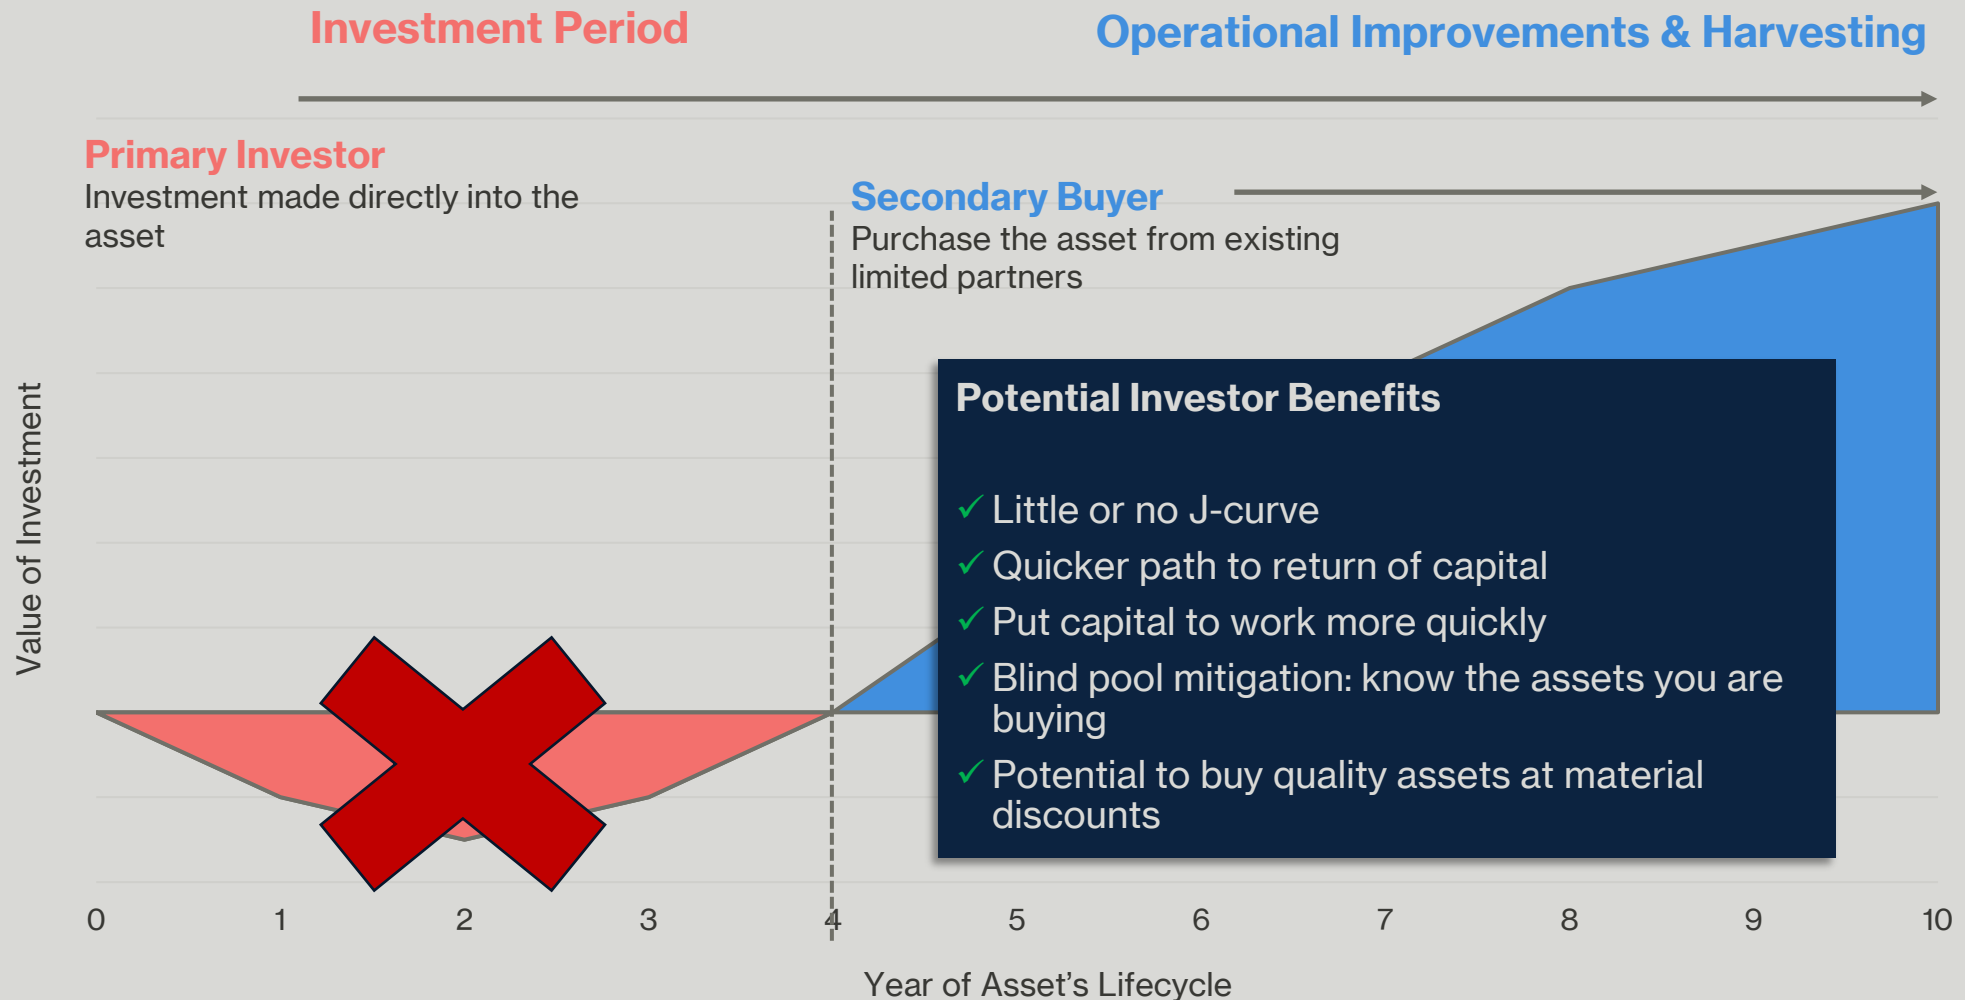 Investment Period
Operational Improvements & Harvesting
Primary Investor
Investment made directly into the
asset
Secondary Buyer
Purchase the asset from existing
limited partners
Value of Investment
Potential Investor Benefits
✓ Little or no J-curve
✓ Quicker path to return of capital
✓ Put capital to work more quickly
✓ Blind pool mitigation: know the assets you are
buying
✓ Potential to buy quality assets at material
discounts
0 1 2 3 4 5 6 7 8 9 10
Year of Asset’s Lifecycle